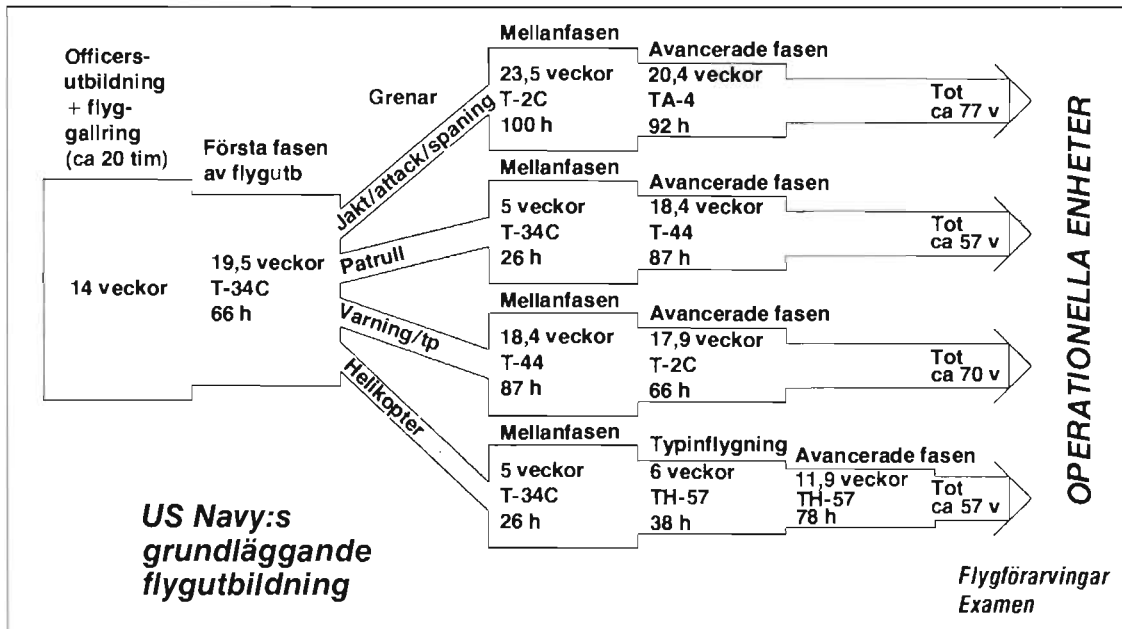 Officers-
utbildning
+ flyg-
gallring
(ca 20 tim)
14 veckor
Första fasen
av flygutb
19,5 veckor
T-34C
66 h
Grenar
Jakt/attack/spaning
Mellanfasen
23,5 veckor
T-2C
100 h
Avancerade fasen
20,4 veckor
TA-4
92 h
Tot
ca 77 v
Patrull
Mellanfasen
5 veckor
T-34C
26 h
Avancerade fasen
18,4 veckor
T-44
87 h
Tot
ca 57 v
Varning/tp
Mellanfasen
18,4 veckor
T-44
87 h
Avancerade fasen
17,9 veckor
T-2C
66 h
Tot
ca 70 v
Helikopter
Mellanfasen
5 veckor
T-34C
26 h
Typinflygning
6 veckor
TH-57
38 h
Avancerade fasen
11,9 veckor
TH-57
78 h
Tot
ca 57 v
OPERATIONELLA ENHETER
US Navy:s
grundläggande
flygutbildning
Flygförarvingar
Examen